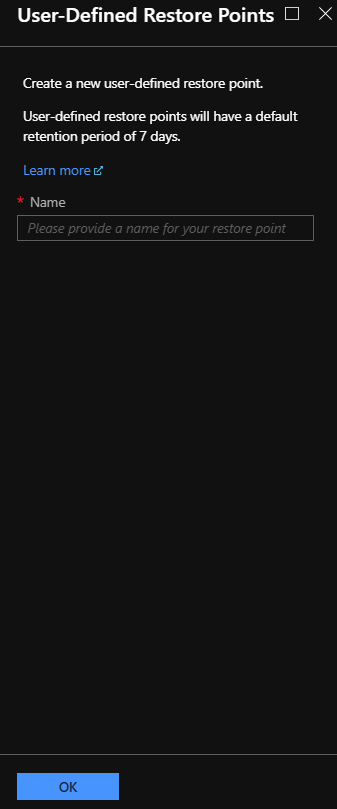 User-Defined Restore Points
Create a new user-defined restore point.
User-defined restore points will have a default
retention period of 7 days.
Learn more
* Name
Please provide a name for your restore point
OK